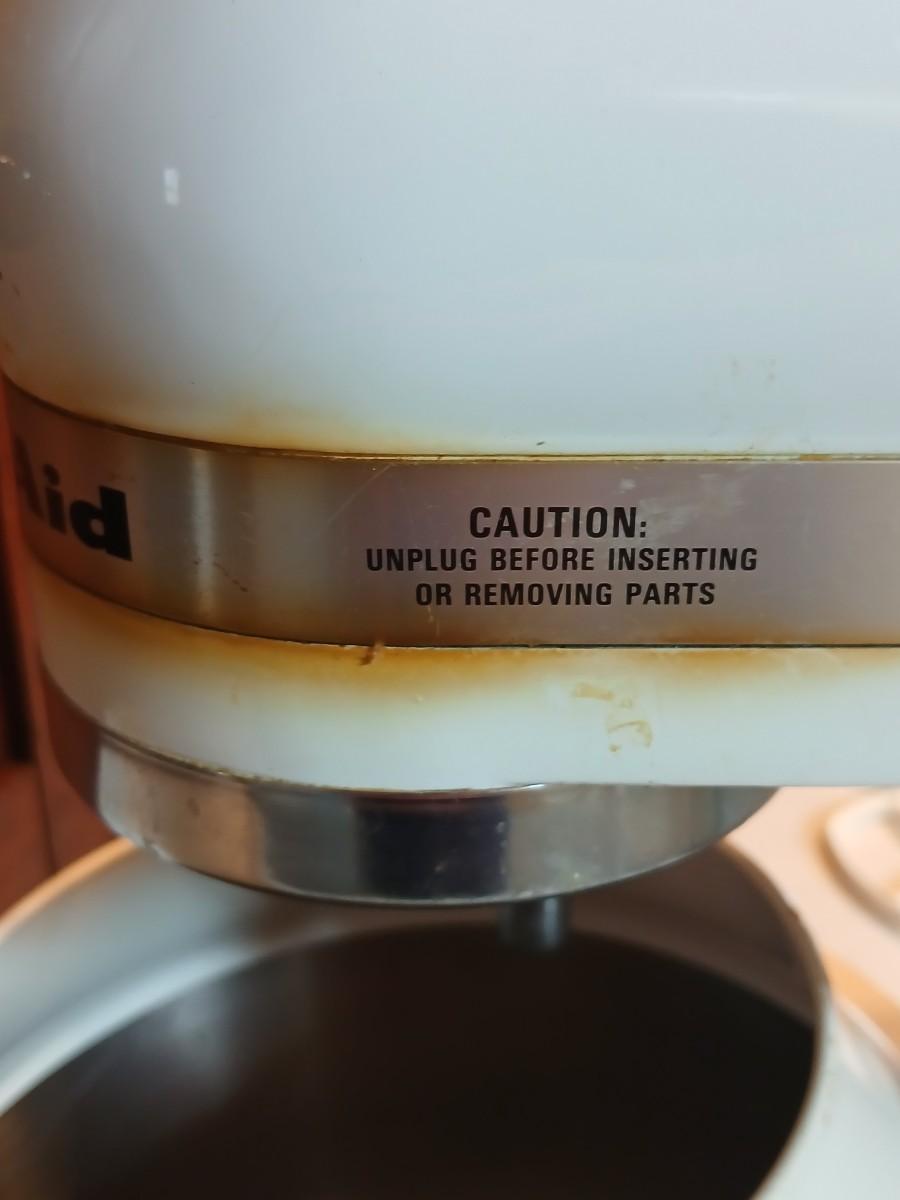 Aid
CAUTION:
UNPLUG BEFORE INSERTING
OR REMOVING PARTS